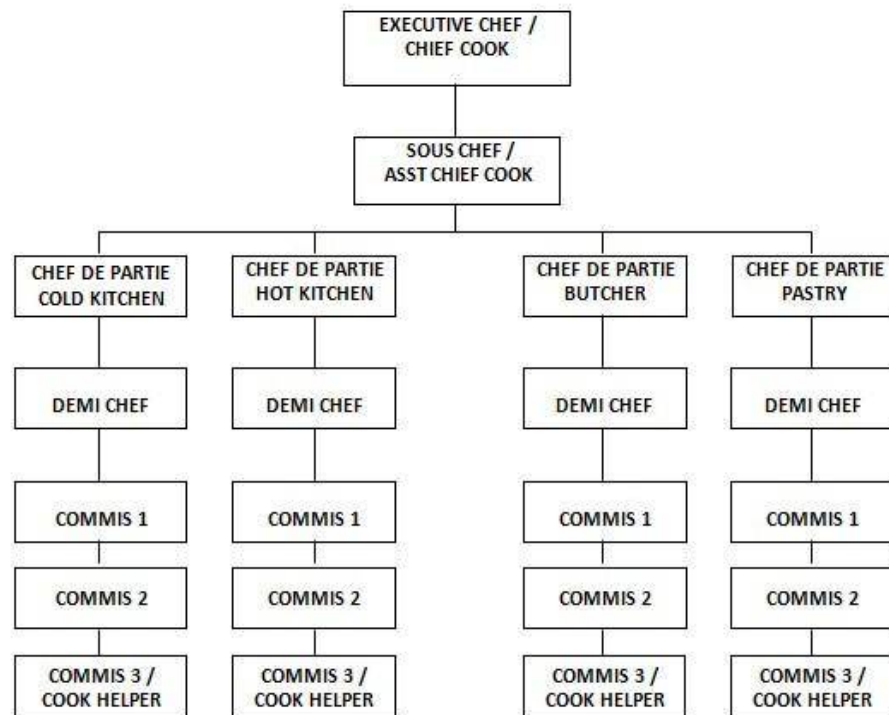 EXECUTIVE CHEF /
CHIEF COOK
SOUS CHEF /
ASST CHIEF COOK
CHEF DE PARTIE
COLD KITCHEN
CHEF DE PARTIE
HOT KITCHEN
CHEF DE PARTIE
BUTCHER
CHEF DE PARTIE
PASTRY
DEMI CHEF
DEMI CHEF
DEMI CHEF
DEMI CHEF
COMMIS 1
COMMIS 1
COMMIS 1
COMMIS 1
COMMIS 2
COMMIS 2
COMMIS 2
COMMIS 2
COMMIS 3 /
COOK HELPER
COMMIS 3 /
COOK HELPER
COMMIS 3 /
COOK HELPER
COMMIS 3 /
COOK HELPER